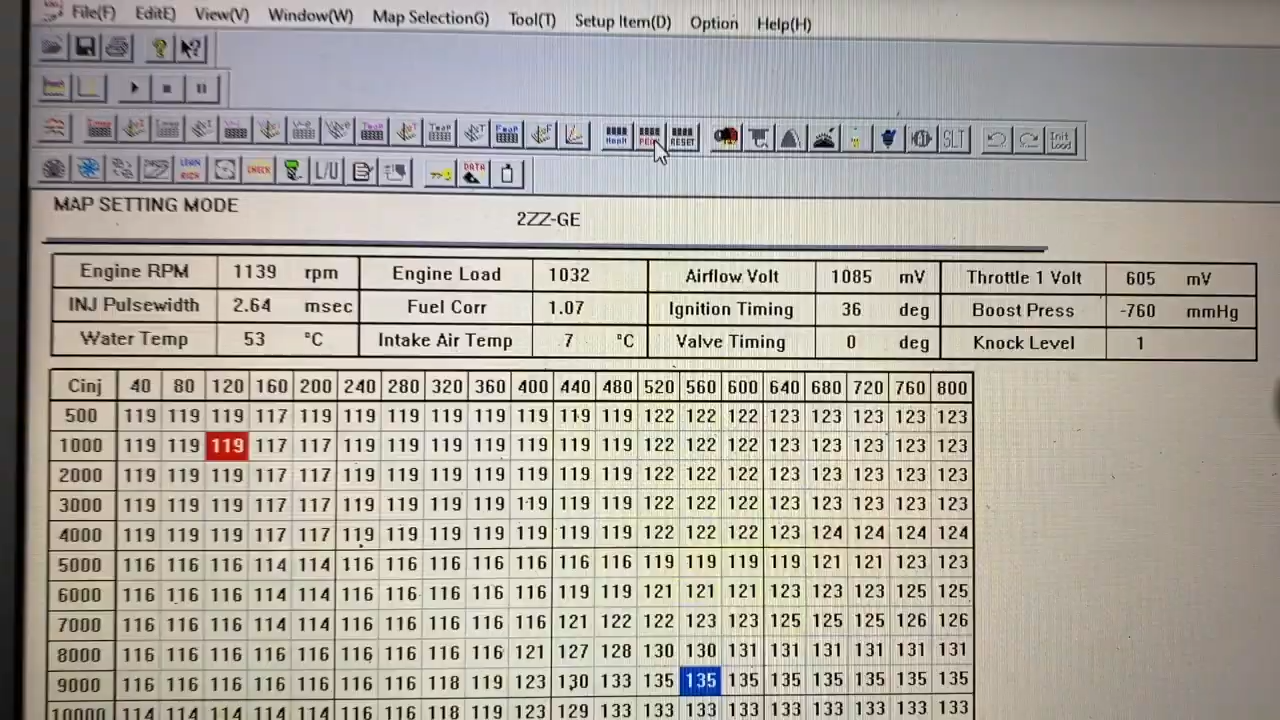 File(F) EditE) View(V) Window(W) Map SelectionG) Tool(T) Setup Item(D) Option Help(H)
RESET SLT Init Load
CHECK L/U DATA
MAP SETTING MODE
2ZZ-GE
Engine RPM 1139 rpm Engine Load 1032 Airflow Volt 1085 mV Throttle 1 Volt 605 mV
INJ Pulsewidth 2.64 msec Fuel Corr 1.07 Ignition Timing 36 deg Boost Press -760 mmHg
Water Temp 53 °C Intake Air Temp 7 °C Valve Timing 0 deg Knock Level 1
Cinj 40 80 120 160 200 240 280 320 360 400 440 480 520 560 600 640 680 720 760 800
500 119 119 119 117 119 119 119 119 119 119 119 119 122 122 122 123 123 123 123 123
1000 119 119 119 117 117 119 119 119 119 119 119 119 122 122 122 123 123 123 123 123
2000 119 119 119 117 117 119 119 119 119 119 119 119 122 122 122 123 123 123 123 123
3000 119 119 119 117 117 119 119 119 119 119 119 119 122 122 122 123 123 123 123 123
4000 119 119 119 117 117 119 119 119 119 119 119 119 122 122 122 123 124 124 124 124
5000 116 116 116 114 114 116 116 116 116 116 116 116 119 119 119 119 121 121 123 123
6000 116 116 116 114 114 116 116 116 116 116 119 119 121 121 121 123 123 123 125 125
7000 116 116 116 114 114 116 116 116 116 116 121 122 122 123 123 125 125 125 126 126
8000 116 116 116 116 116 116 116 116 116 121 127 128 130 130 131 131 131 131 131 131
9000 116 116 116 116 116 116 116 118 119 123 130 133 135 135 135 135 135 135 135 135
10000 114 114 114 114 114 116 116 118 119 123 129 133 133 133 133 133 133 133 133 133